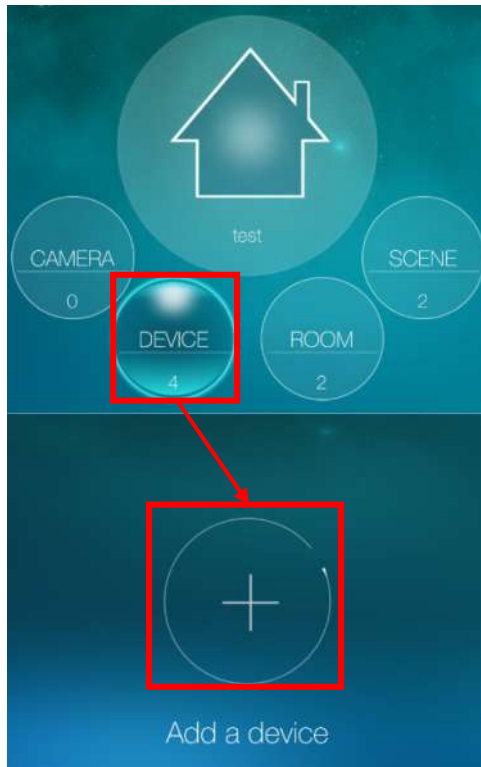 test
CAMERA
0
SCENE
2
DEVICE
4
ROOM
2
Add a device